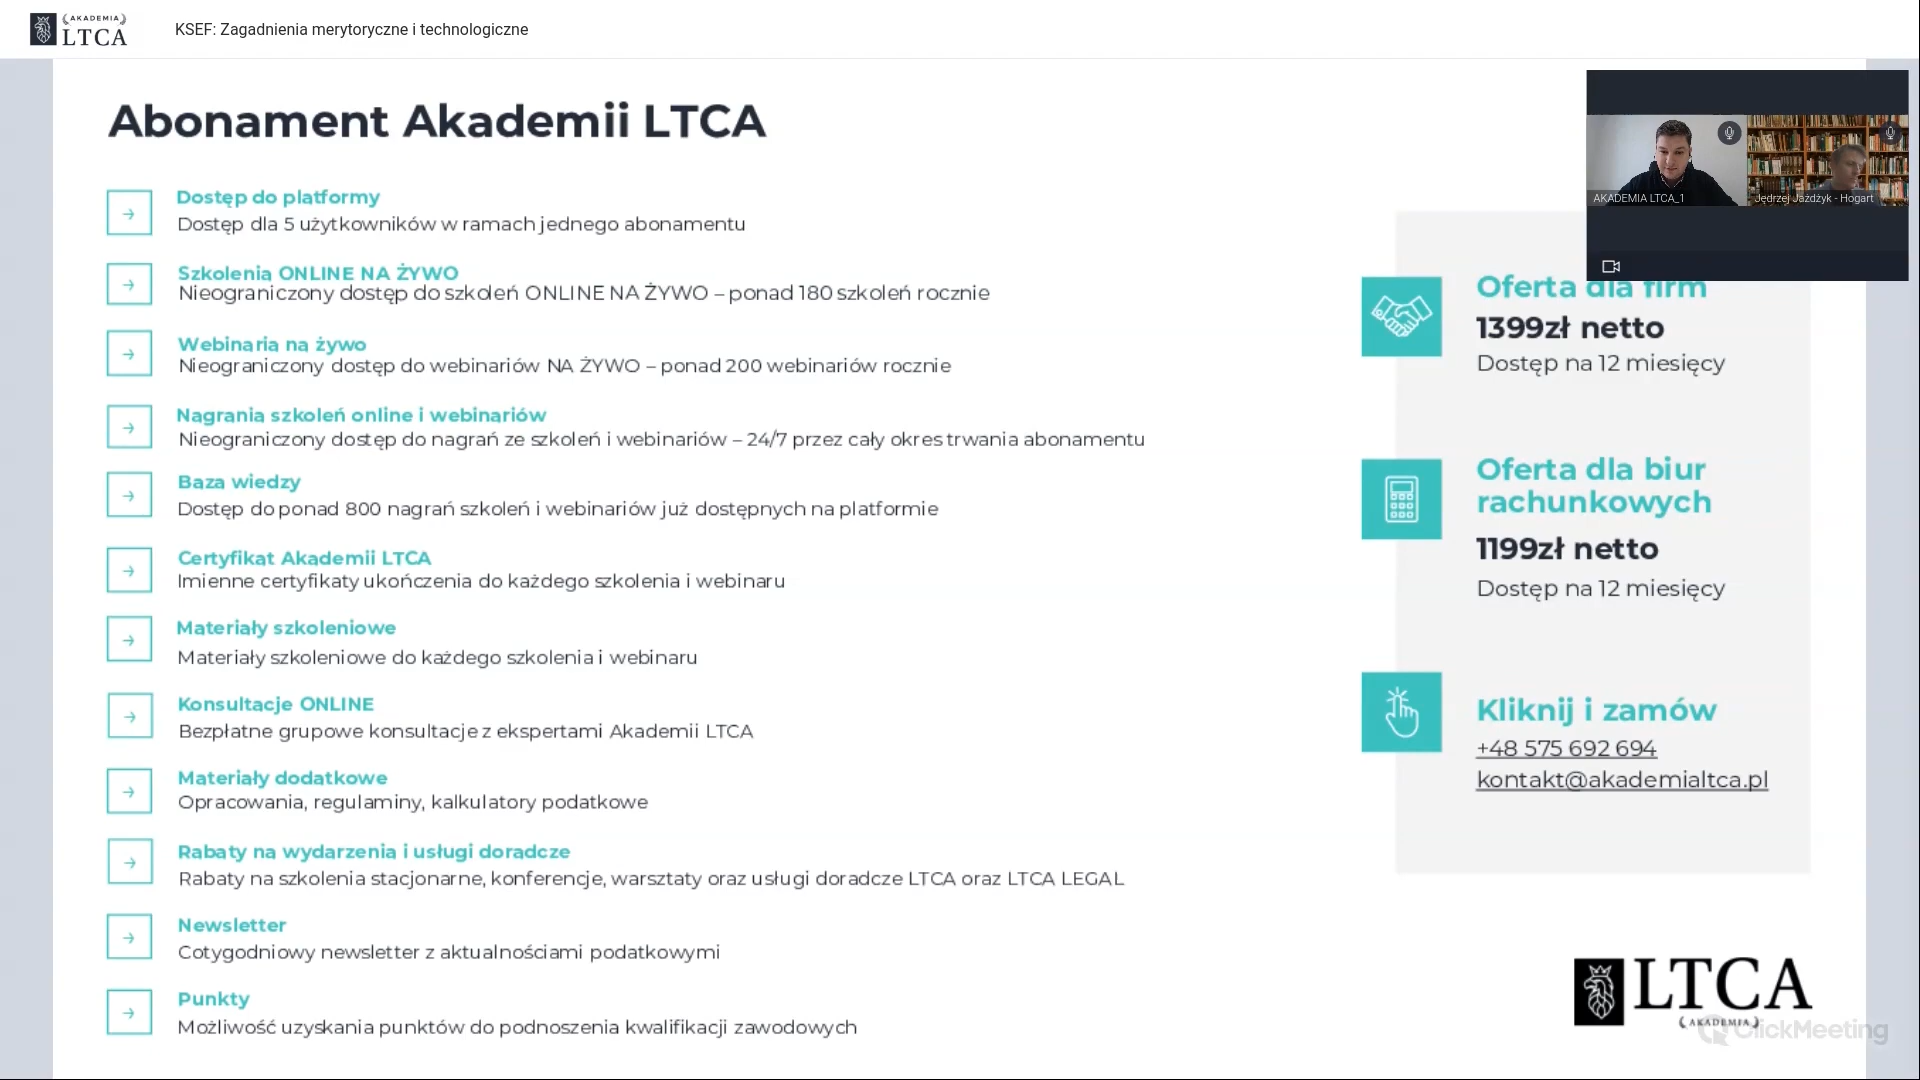 AKADEMIA
LTCA
KSEF: Zagadnienia merytoryczne i technologiczne
Abonament Akademii LTCA
Dostęp do platformy
Dostęp dla 5 użytkowników w ramach jednego abonamentu
Szkolenia ONLINE NA ŻYWO
Nieograniczony dostęp do szkoleń ONLINE NA ŻYWO – ponad 180 szkoleń rocznie
Webinaria na żywo
Nieograniczony dostęp do webinariów NA ŻYWO – ponad 200 webinariów rocznie
Nagrania szkoleń online i webinariów
Nieograniczony dostęp do nagrań ze szkoleń i webinariów – 24/7 przez cały okres trwania abonamentu
Baza wiedzy
Dostęp do ponad 800 nagrań szkoleń i webinariów już dostępnych na platformie
Certyfikat Akademii LTCA
Imienne certyfikaty ukończenia do każdego szkolenia i webinaru
Materiały szkoleniowe
Materiały szkoleniowe do każdego szkolenia i webinaru
Konsultacje ONLINE
Bezpłatne grupowe konsultacje z ekspertami Akademii LTCA
Materiały dodatkowe
Opracowania, regulaminy, kalkulatory podatkowe
Rabaty na wydarzenia i usługi doradcze
Rabaty na szkolenia stacjonarne, konferencje, warsztaty oraz usługi doradcze LTCA oraz LTCA LEGAL
Newsletter
Cotygodniowy newsletter z aktualnościami podatkowymi
Punkty
Możliwość uzyskania punktów do podnoszenia kwalifikacji zawodowych
AKADEMIA LTCA_1
Jędrzej Jażdżyk - Hogart
Oferta dla firm
1399zł netto
Dostęp na 12 miesięcy
Oferta dla biur
rachunkowych
1199zł netto
Dostęp na 12 miesięcy
Kliknij i zamów
+48 575 692 694
kontakt@akademialtca.pl
LTCA
AKADEMIA
ClickMeeting